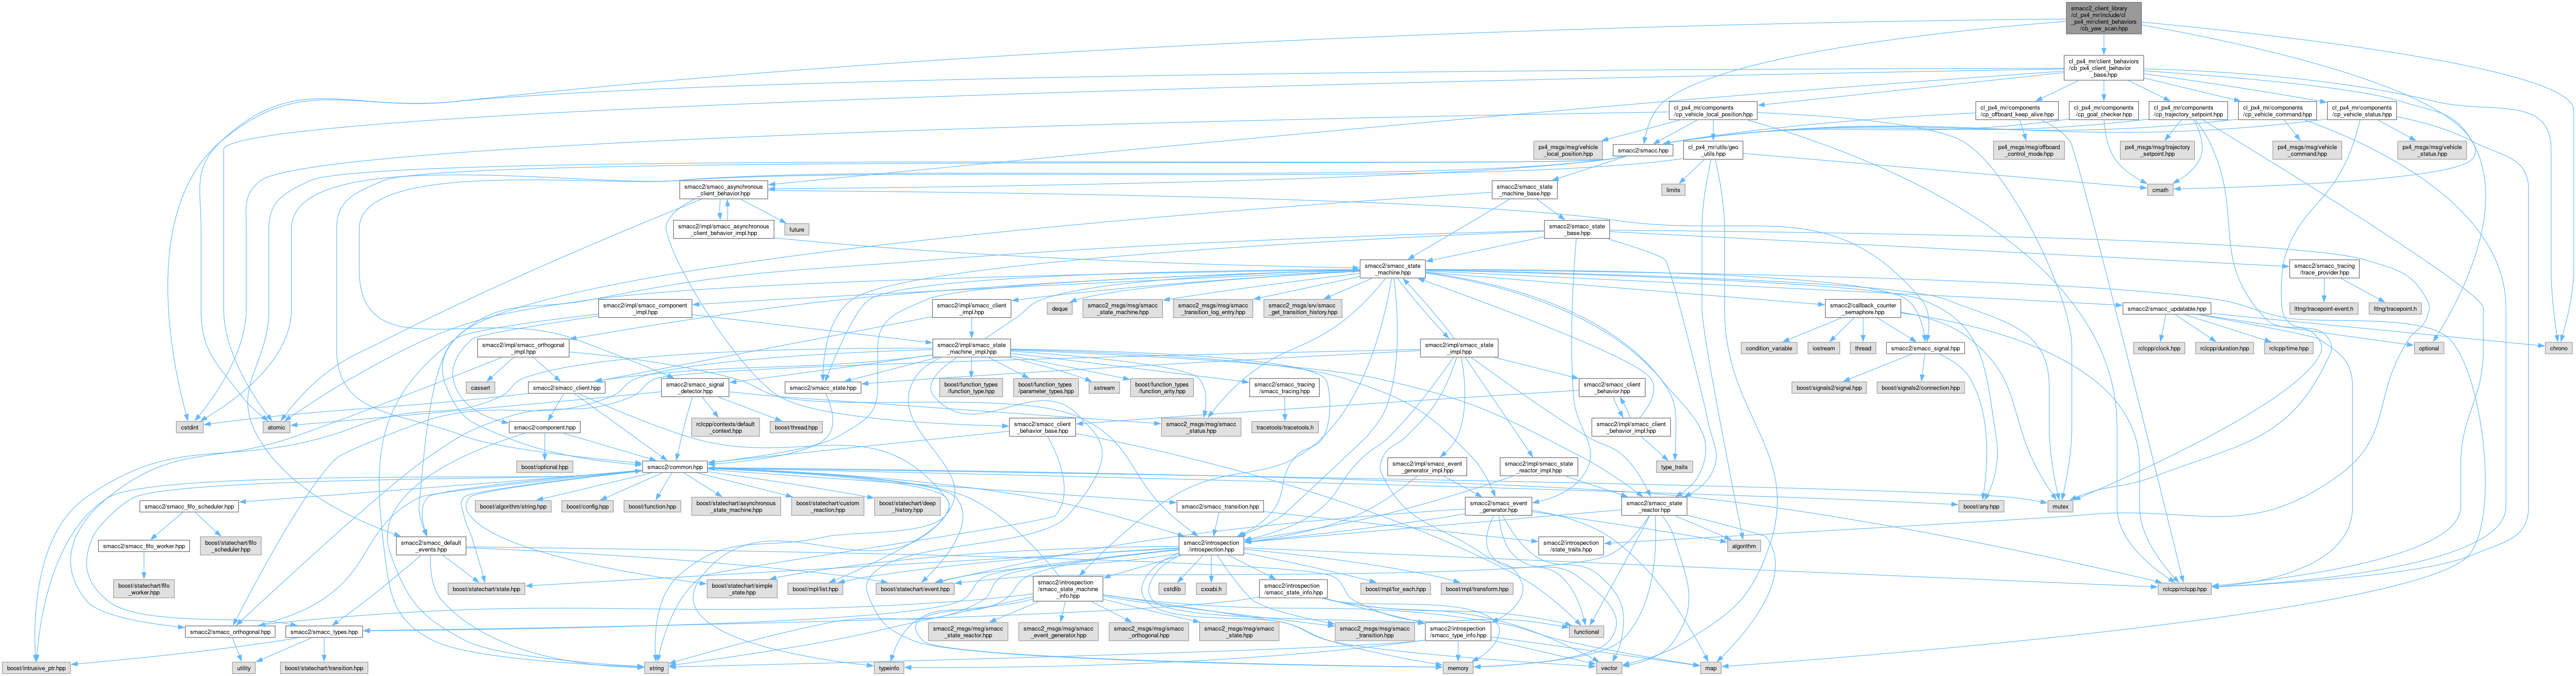 smacc2_client_library
/cl_px4_mr/include/cl
_px4_mr/client_behaviors
/cb_yaw_scan.hpp
cl_px4_mr/client_behaviors
/cb_px4_client_behavior
_base.hpp
cl_px4_mr/components
/cp_vehicle_local_position.hpp
cl_px4_mr/components
/cp_offboard_keep_alive.hpp
cl_px4_mr/components
/cp_goal_checker.hpp
cl_px4_mr/components
/cp_trajectory_setpoint.hpp
cl_px4_mr/components
/cp_vehicle_command.hpp
cl_px4_mr/components
/cp_vehicle_status.hpp
px4_msgs/msg/vehicle
_local_position.hpp
smacc2/smacc.hpp
cl_px4_mr/utils/geo
_utils.hpp
px4_msgs/msg/offboard
_control_mode.hpp
px4_msgs/msg/trajectory
_setpoint.hpp
px4_msgs/msg/vehicle
_command.hpp
px4_msgs/msg/vehicle
_status.hpp
smacc2/smacc_asynchronous
_client_behavior.hpp
smacc2/smacc_state
_machine_base.hpp
limits
cmath
smacc2/impl/smacc_asynchronous
_client_behavior_impl.hpp
future
smacc2/smacc_state
_base.hpp
smacc2/smacc_state
_machine.hpp
smacc2/smacc_tracing
/trace_provider.hpp
smacc2/impl/smacc_component
_impl.hpp
smacc2/impl/smacc_client
_impl.hpp
deque
smacc2_msgs/msg/smacc
_state_machine.hpp
smacc2_msgs/msg/smacc
_transition_log_entry.hpp
smacc2_msgs/srv/smacc
_get_transition_history.hpp
smacc2/callback_counter
_semaphore.hpp
smacc2/smacc_updatable.hpp
lttng/tracepoint-event.h
lttng/tracepoint.h
smacc2/impl/smacc_orthogonal
_impl.hpp
smacc2/impl/smacc_state
_machine_impl.hpp
smacc2/impl/smacc_state
_impl.hpp
condition_variable
iostream
thread
smacc2/smacc_signal.hpp
rclcpp/clock.hpp
rclcpp/duration.hpp
rclcpp/time.hpp
optional
chrono
cassert
smacc2/smacc_client.hpp
smacc2/smacc_signal
_detector.hpp
smacc2/smacc_state.hpp
boost/function_types
/function_type.hpp
boost/function_types
/parameter_types.hpp
sstream
boost/function_types
/function_arity.hpp
smacc2/smacc_tracing
/smacc_tracing.hpp
smacc2/smacc_client
_behavior.hpp
boost/signals2/signal.hpp
boost/signals2/connection.hpp
cstdint
atomic
smacc2/component.hpp
rclcpp/contexts/default
_context.hpp
boost/thread.hpp
smacc2/smacc_client
_behavior_base.hpp
smacc2_msgs/msg/smacc
_status.hpp
tracetools/tracetools.h
smacc2/impl/smacc_client
_behavior_impl.hpp
boost/optional.hpp
smacc2/common.hpp
smacc2/impl/smacc_event
_generator_impl.hpp
smacc2/impl/smacc_state
_reactor_impl.hpp
type_traits
smacc2/smacc_fifo_scheduler.hpp
boost/algorithm/string.hpp
boost/config.hpp
boost/function.hpp
boost/statechart/asynchronous
_state_machine.hpp
boost/statechart/custom
_reaction.hpp
boost/statechart/deep
_history.hpp
smacc2/smacc_transition.hpp
smacc2/smacc_event
_generator.hpp
smacc2/smacc_state
_reactor.hpp
boost/any.hpp
mutex
smacc2/smacc_fifo_worker.hpp
boost/statechart/fifo
_scheduler.hpp
smacc2/smacc_default
_events.hpp
smacc2/introspection
/introspection.hpp
smacc2/introspection
/state_traits.hpp
algorithm
boost/statechart/fifo
_worker.hpp
boost/statechart/state.hpp
boost/statechart/simple
_state.hpp
boost/mpl/list.hpp
boost/statechart/event.hpp
smacc2/introspection
/smacc_state_machine
_info.hpp
cstdlib
cxxabi.h
smacc2/introspection
/smacc_state_info.hpp
boost/mpl/for_each.hpp
boost/mpl/transform.hpp
rclcpp/rclcpp.hpp
smacc2/smacc_orthogonal.hpp
smacc2/smacc_types.hpp
smacc2_msgs/msg/smacc
_state_reactor.hpp
smacc2_msgs/msg/smacc
_event_generator.hpp
smacc2_msgs/msg/smacc
_orthogonal.hpp
smacc2_msgs/msg/smacc
_state.hpp
smacc2_msgs/msg/smacc
_transition.hpp
smacc2/introspection
/smacc_type_info.hpp
functional
boost/intrusive_ptr.hpp
utility
boost/statechart/transition.hpp
string
typeinfo
memory
vector
map